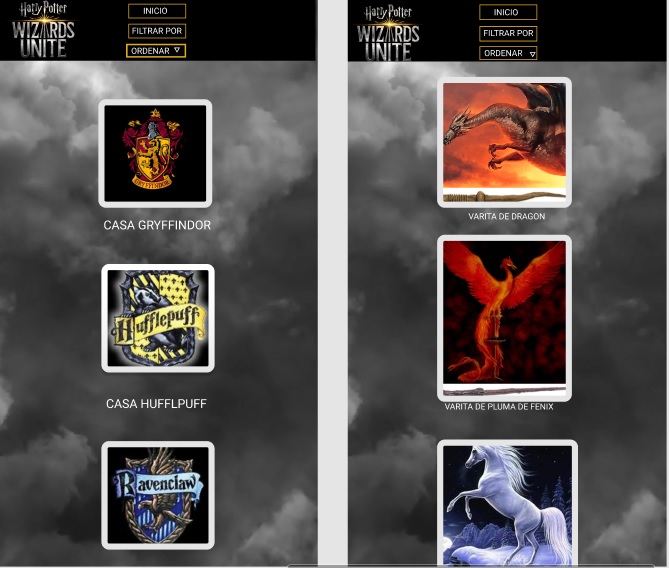 Harry Potter
WIZARDS
UNITE
INICIO
FILTRAR POR
ORDENAR
GRYFFINDOR
CASA GRYFFINDOR
Hufflepuff
CASA HUFFLPUFF
Ravenclaw
Harry Potter
WIZARDS
UNITE
INICIO
FILTRAR POR
ORDENAR
VARITA DE DRAGON
VARITA DE PLUMA DE FENIX